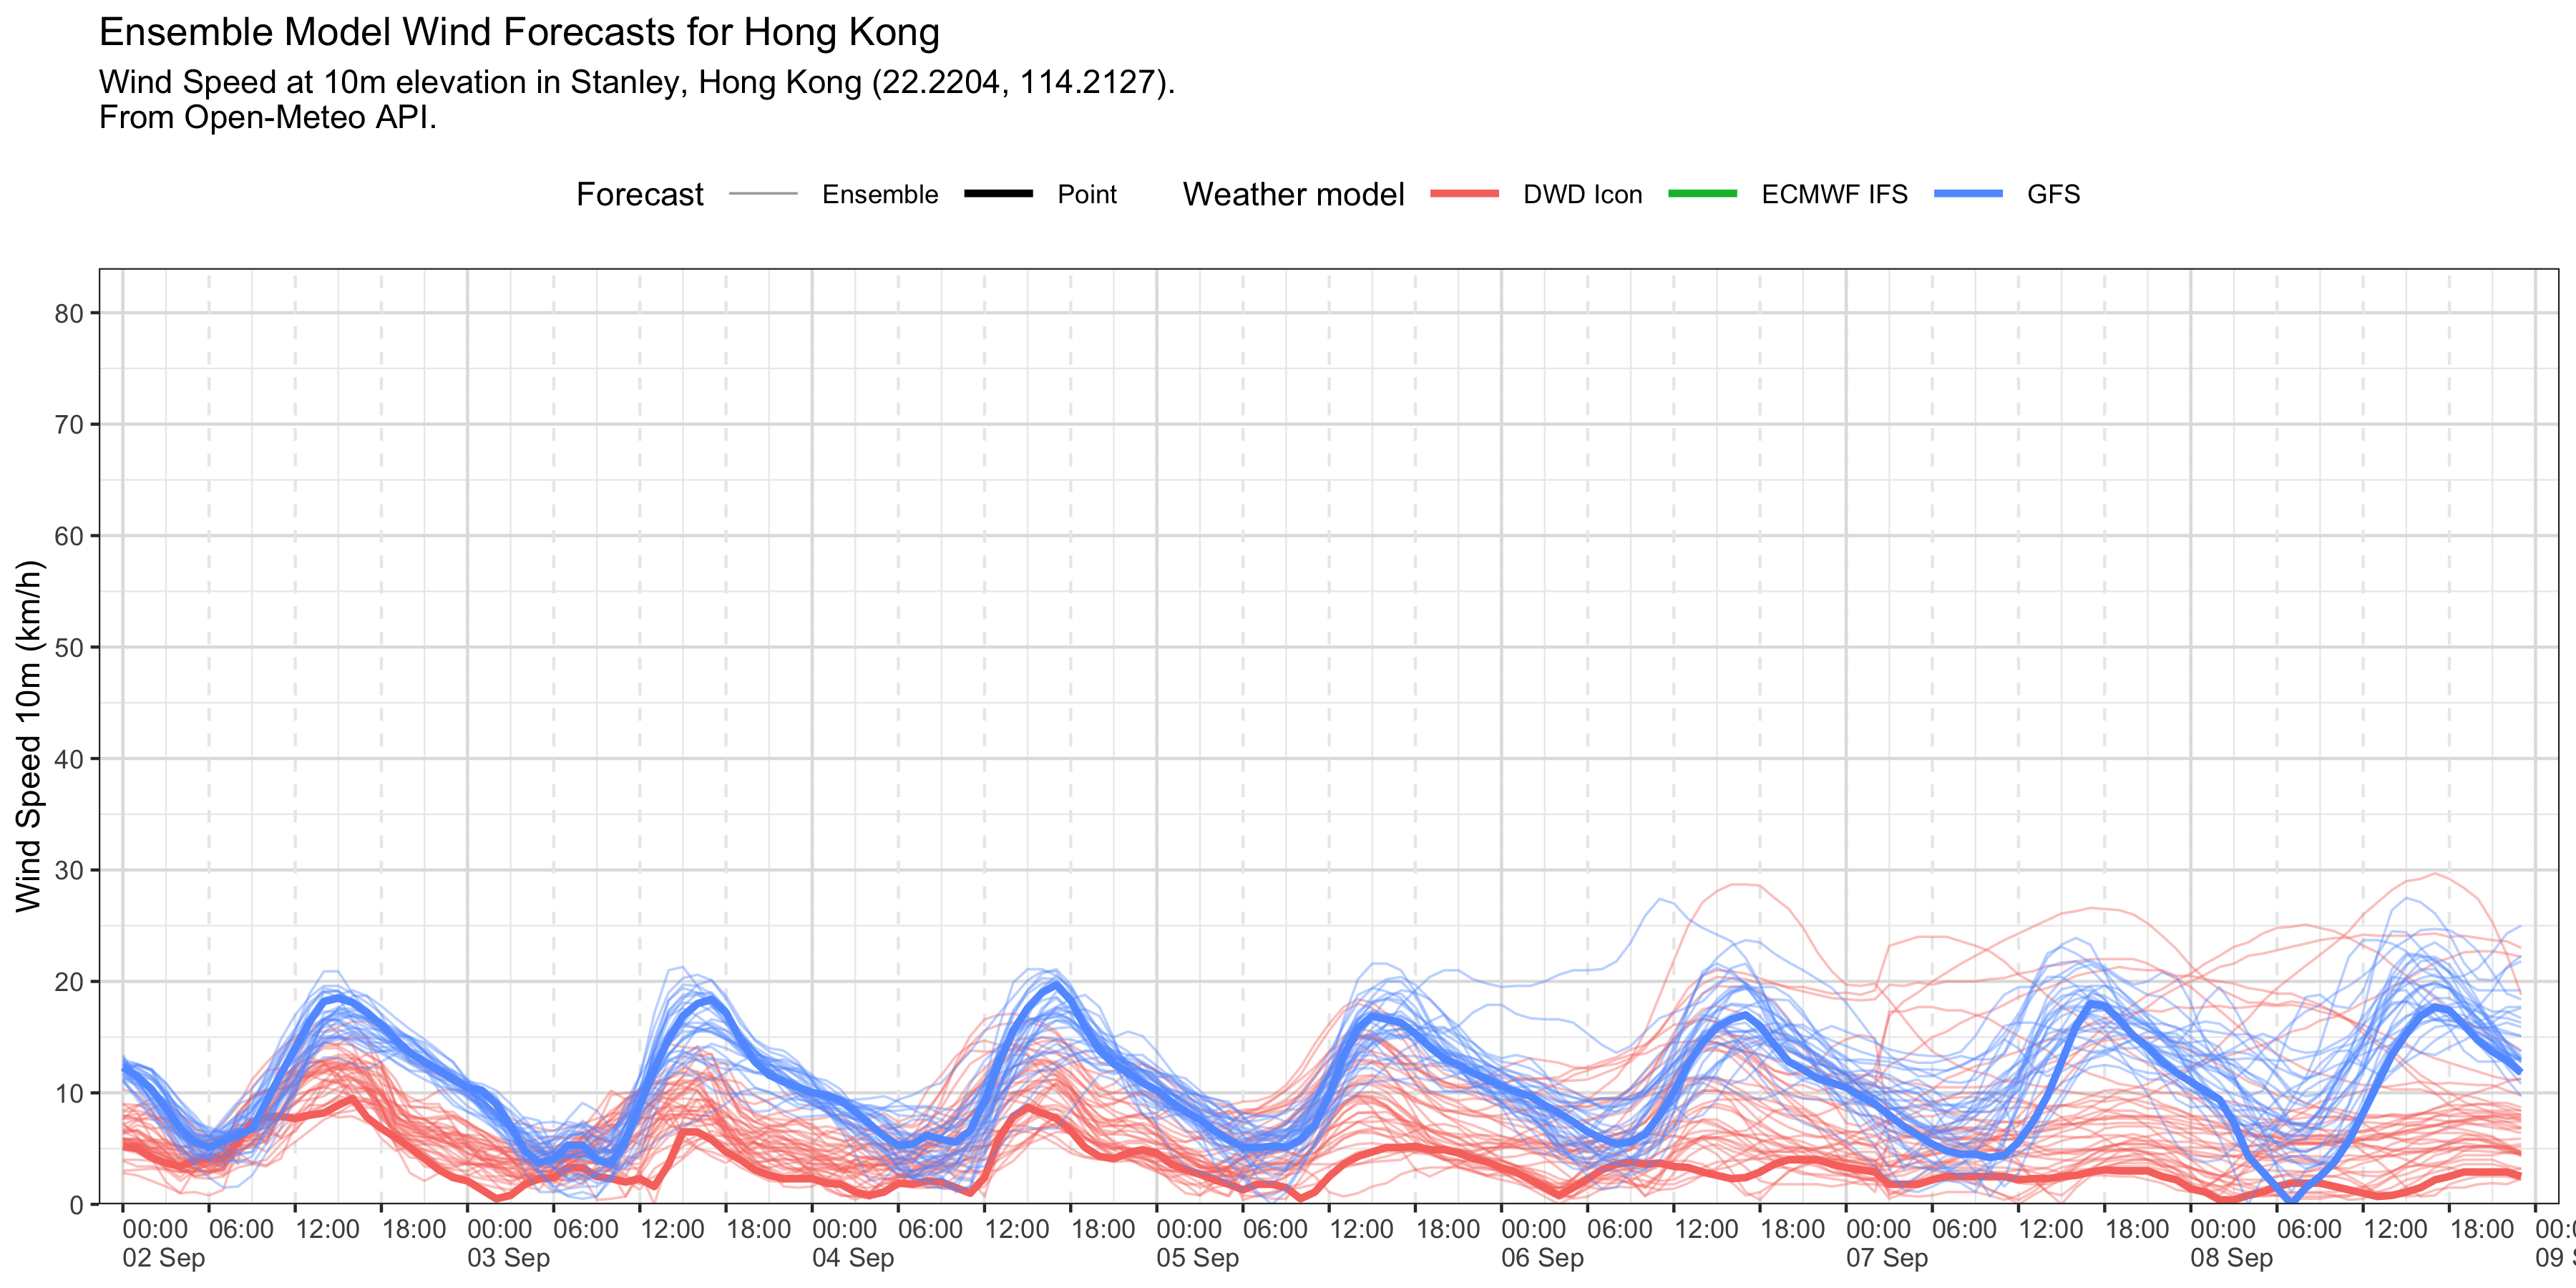 Ensemble Model Wind Forecasts for Hong Kong
Wind Speed at 10m elevation in Stanley, Hong Kong (22.2204, 114.2127).
From Open-Meteo API.
Forecast Ensemble Point Weather model DWD Icon ECMWF IFS GFS
Wind Speed 10m (km/h)
80
70
60
50
40
30
20
10
0
00:00 06:00 12:00 18:00 00:00 06:00 12:00 18:00 00:00 06:00 12:00 18:00 00:00 06:00 12:00 18:00 00:00 06:00 12:00 18:00 00:00 06:00 12:00 18:00 00:00 06:00 12:00 18:00
02 Sep 03 Sep 04 Sep 05 Sep 06 Sep 07 Sep 08 Sep 09